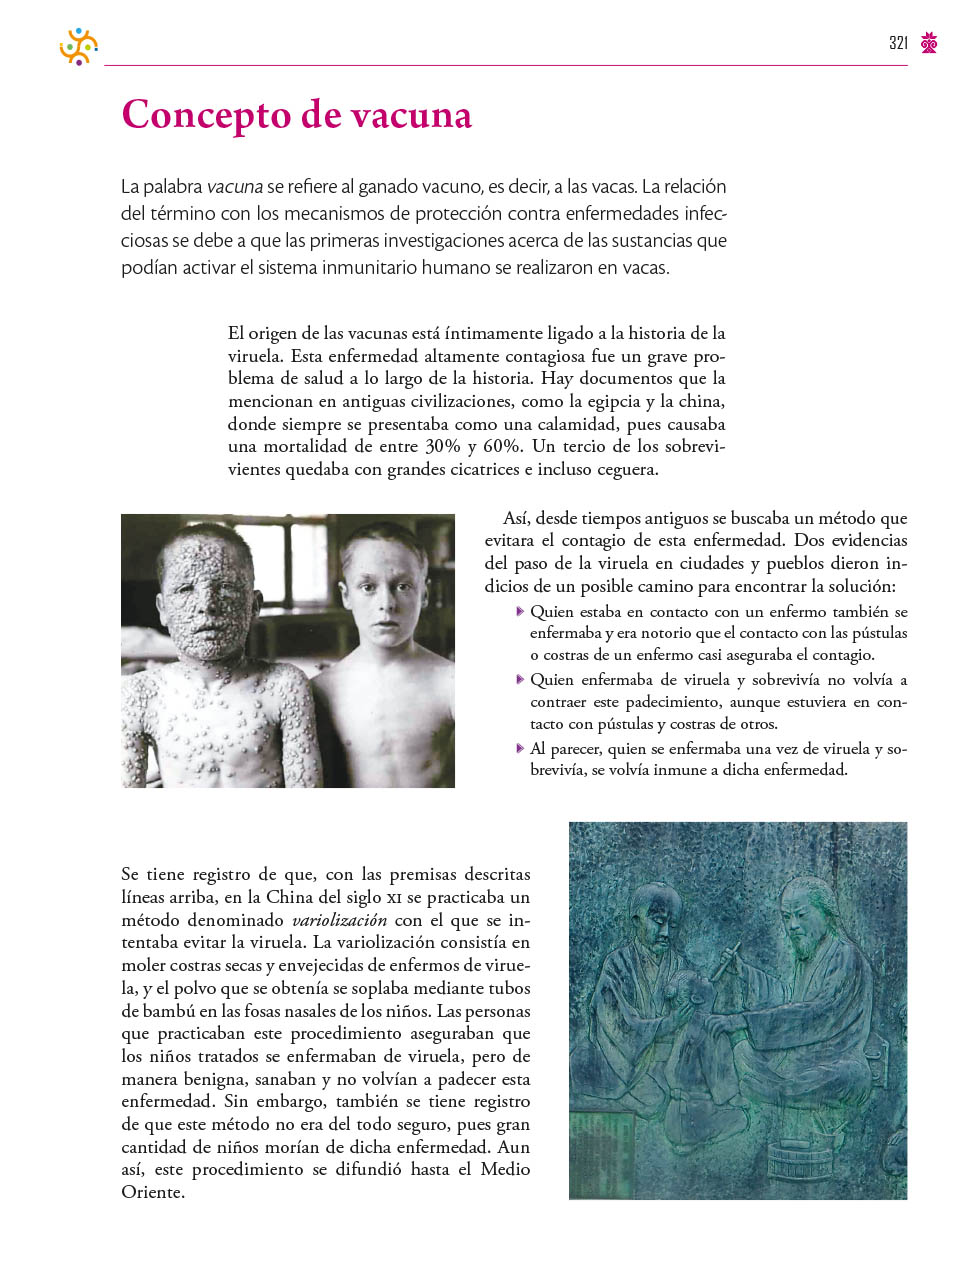 321
Concepto de vacuna
La palabra vacuna se refiere al ganado vacuno, es decir, a las vacas. La relación
del término con los mecanismos de protección contra enfermedades infec-
ciosas se debe a que las primeras investigaciones acerca de las sustancias que
podían activar el sistema inmunitario humano se realizaron en vacas.
El origen de las vacunas está íntimamente ligado a la historia de la
viruela. Esta enfermedad altamente contagiosa fue un grave pro-
blema de salud a lo largo de la historia. Hay documentos que la
mencionan en antiguas civilizaciones, como la egipcia y la china,
donde siempre se presentaba como una calamidad, pues causaba
una mortalidad de entre 30% y 60%. Un tercio de los sobrevi-
vientes quedaba con grandes cicatrices e incluso ceguera.
Así, desde tiempos antiguos se buscaba un método que
evitara el contagio de esta enfermedad. Dos evidencias
del paso de la viruela en ciudades y pueblos dieron in-
dicios de un posible camino para encontrar la solución:
Quien estaba en contacto con un enfermo también se
enfermaba y era notorio que el contacto con las pústulas
o costras de un enfermo casi aseguraba el contagio.
Quien enfermaba de viruela y sobrevivía no volvía a
contraer este padecimiento, aunque estuviera en con-
tacto con pústulas y costras de otros.
Al parecer, quien se enfermaba una vez de viruela y so-
brevivía, se volvía inmune a dicha enfermedad.
Se tiene registro de que, con las premisas descritas
líneas arriba, en la China del siglo XI se practicaba un
método denominado variolización con el que se in-
tentaba evitar la viruela. La variolización consistía en
moler costras secas y envejecidas de enfermos de virue-
la, y el polvo que se obtenía se soplaba mediante tubos
de bambú en las fosas nasales de los niños. Las personas
que practicaban este procedimiento aseguraban que
los niños tratados se enfermaban de viruela, pero de
manera benigna, sanaban y no volvían a padecer esta
enfermedad. Sin embargo, también se tiene registro
de que este método no era del todo seguro, pues gran
cantidad de niños morían de dicha enfermedad. Aun
así, este procedimiento se difundió hasta el Medio
Oriente.